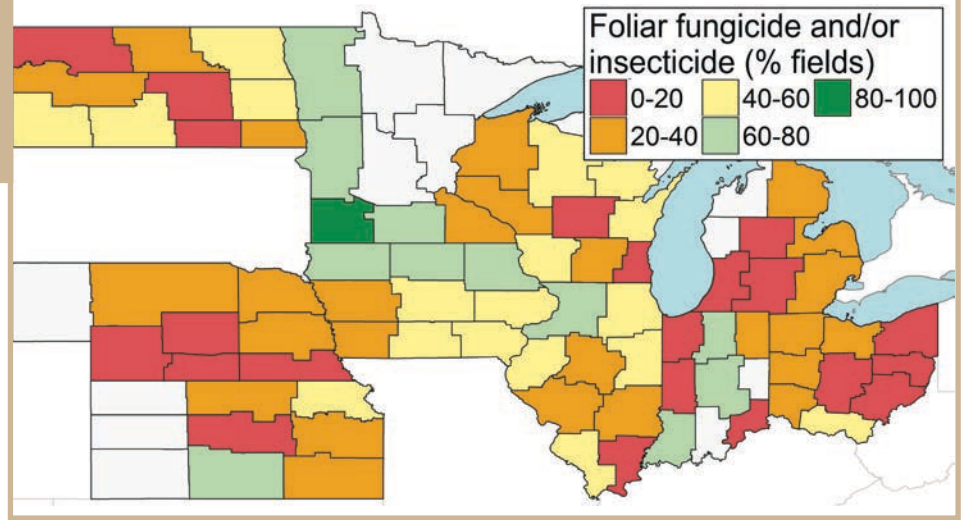 Foliar fungicide and/or
insecticide (% fields)
0-20 40-60 80-100
20-40 60-80